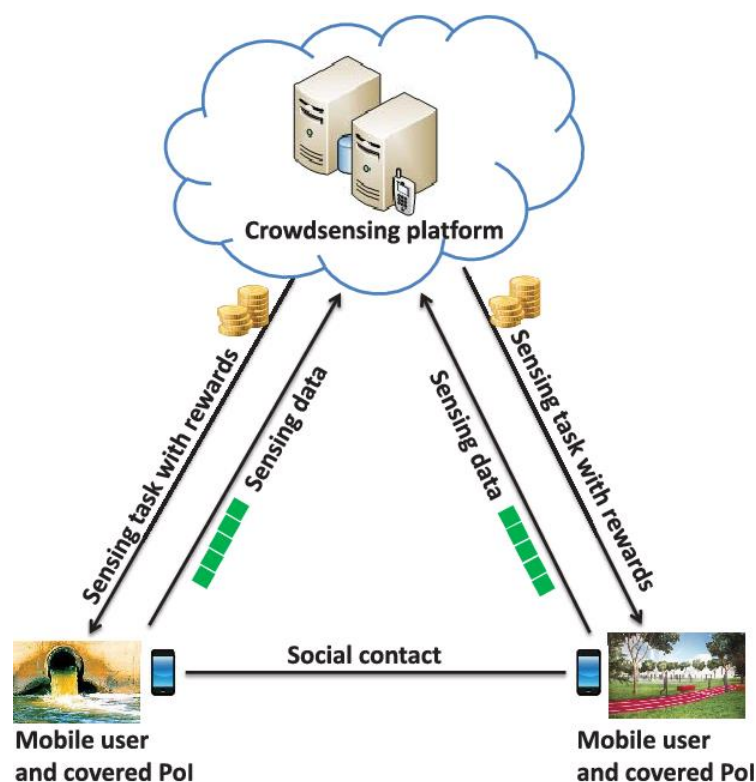 Crowdsensing platform
Sensing task with rewards
Sensing data
Sensing data
Sensing task with rewards
Social contact
Mobile user
and covered PoI
Mobile user
and covered PoI